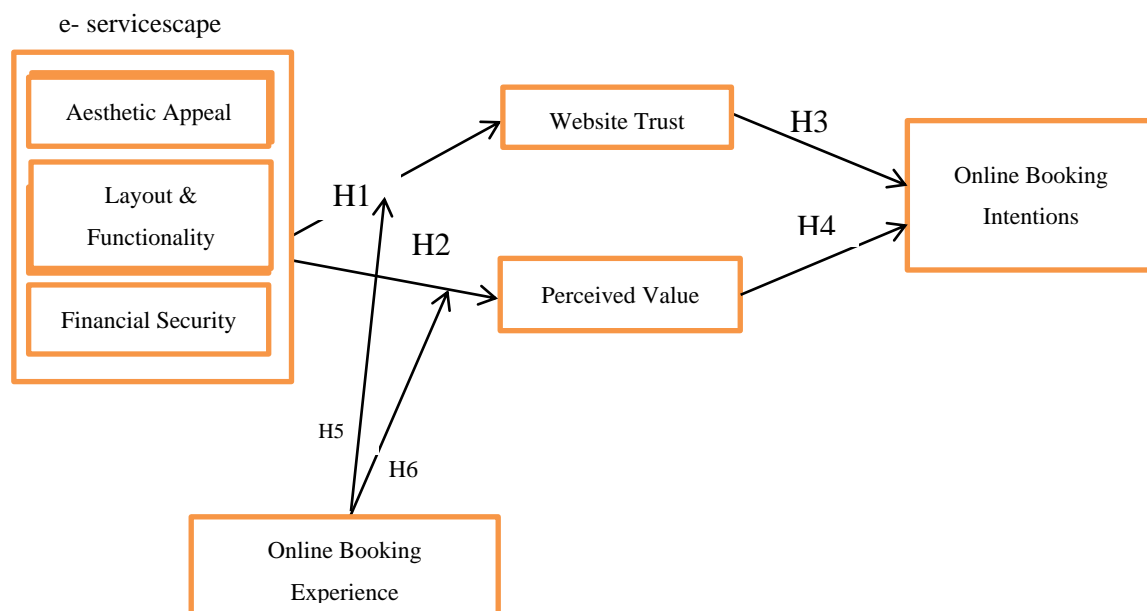 e- servicescape
Aesthetic Appeal
Layout &
Functionality
Financial Security
H1
H2
Website Trust
Perceived Value
H3
H4
Online Booking
Intentions
H5
H6
Online Booking
Experience